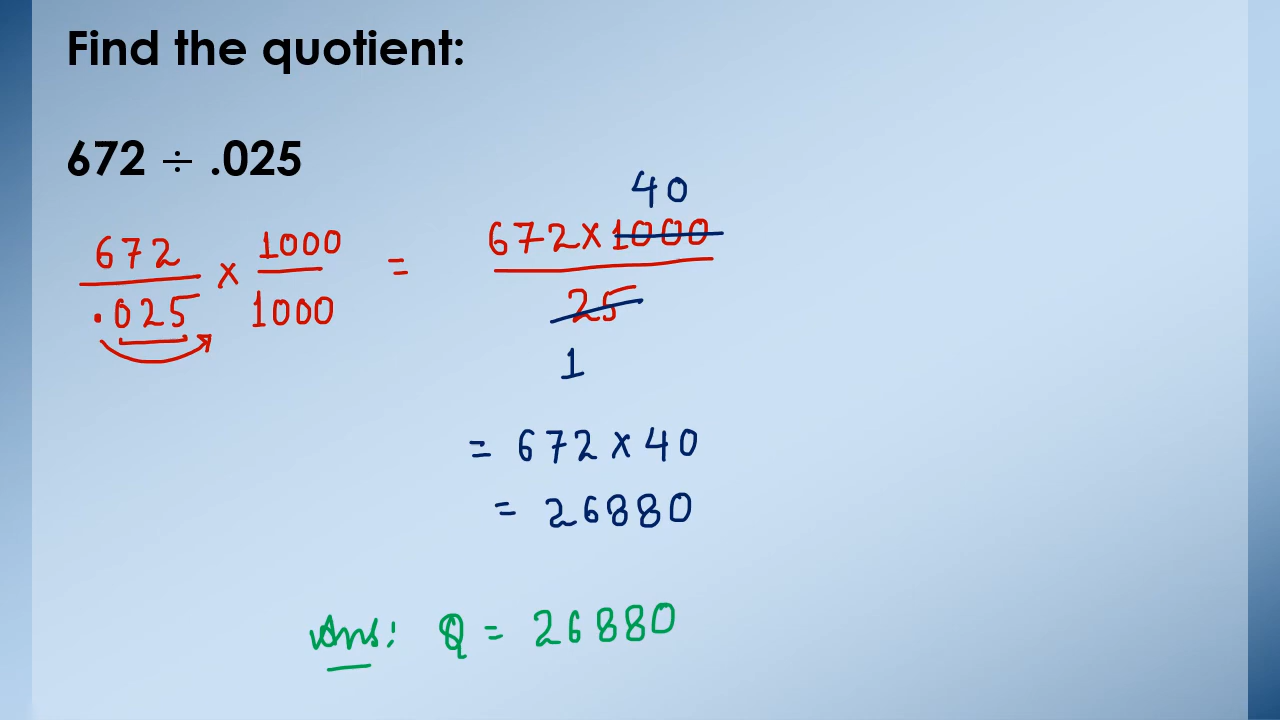 Find the quotient:
672 ÷ .025
672/.025 × 1000/1000 = 672 × 1000/25
40
1
= 672 × 40
= 26880
Ans: Q = 26880